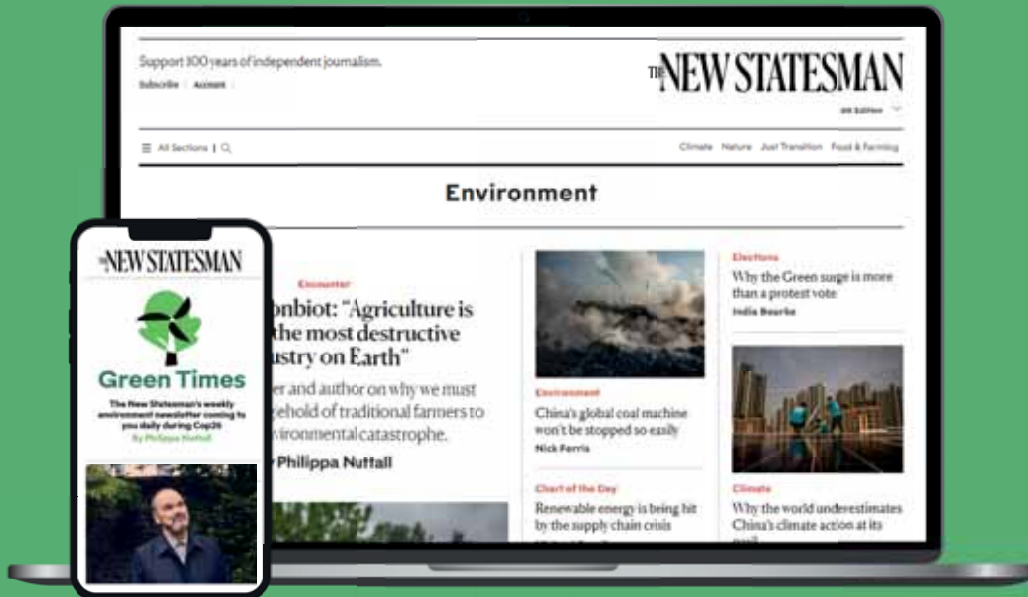 Support 100 years of independent journalism.
Subscribe Account
THE NEW STATESMAN
UK Edition
All Sections
Climate Nature Just Transition Food & Farming
Environment
Encounter
onbiot: "Agriculture is
the most destructive
ustry on Earth"
er and author on why we must
ehold of traditional farmers to
vironmental catastrophe.
Philippa Nuttall
Environment
China's global coal machine
won't be stopped so easily
Nick Ferris
Chart of the Day
Renewable energy is being hit
by the supply chain crisis
Elections
Why the Green surge is more
than a protest vote
India Bourke
Climate
Why the world underestimates
China's climate action at its
THE NEW STATESMAN
Green Times
The New Statesman's weekly
environment newsletter coming to
you daily during Cop26
By Philippa Nuttall